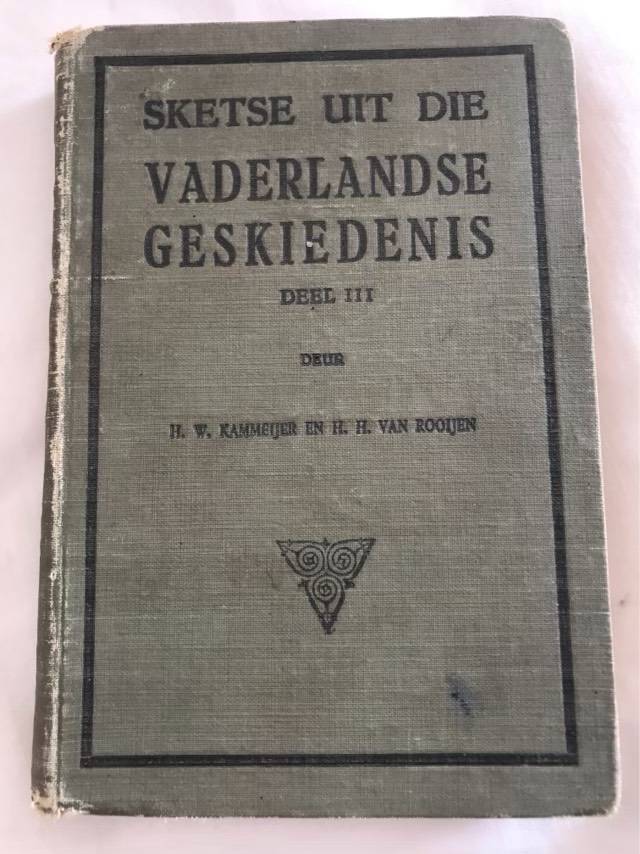 SKETSE UIT DIE
VADERLANDSE
GESKIEDENIS
DEEL III
DEUR
H. W. KAMMEIJER EN H. H. VAN ROOIJEN